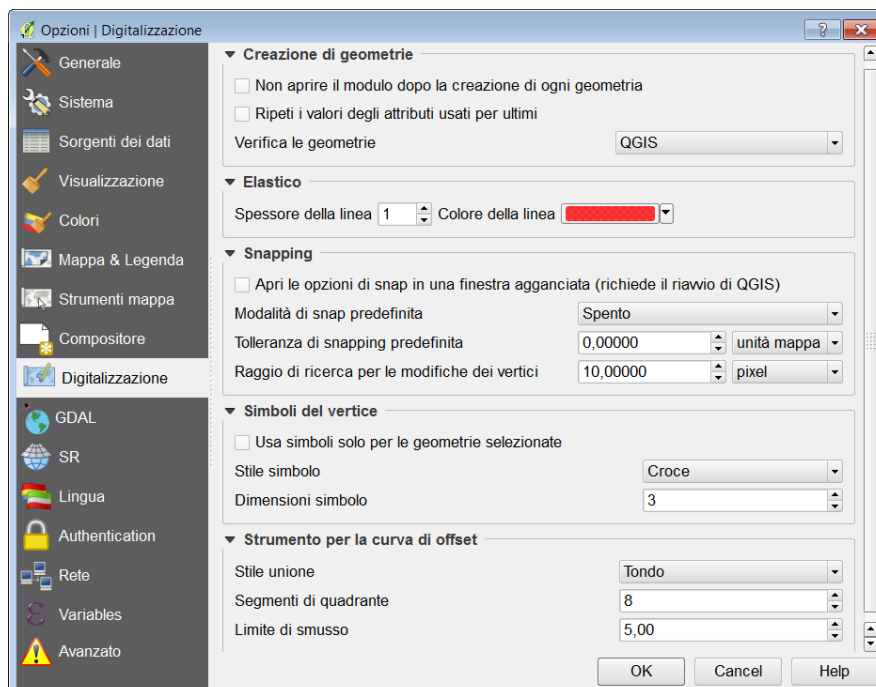 Opzioni | Digitalizzazione
Generale
Sistema
Sorgenti dei dati
Visualizzazione
Colori
Mappa & Legenda
Strumenti mappa
Compositore
Digitalizzazione
GDAL
SR
Lingua
Authentication
Rete
Variables
Avanzato
Creazione di geometrie
Non aprire il modulo dopo la creazione di ogni geometria
Ripeti i valori degli attributi usati per ultimi
Verifica le geometrie QGIS
Elastico
Spessore della linea 1 Colore della linea
Snapping
Apri le opzioni di snap in una finestra agganciata (richiede il riavvio di QGIS)
Modalità di snap predefinita Spento
Tolleranza di snapping predefinita 0,00000 unità mappa
Raggio di ricerca per le modifiche dei vertici 10,00000 pixel
Simboli del vertice
Usa simboli solo per le geometrie selezionate
Stile simbolo Croce
Dimensioni simbolo 3
Strumento per la curva di offset
Stile unione Tondo
Segmenti di quadrante 8
Limite di smusso 5,00
OK Cancel Help